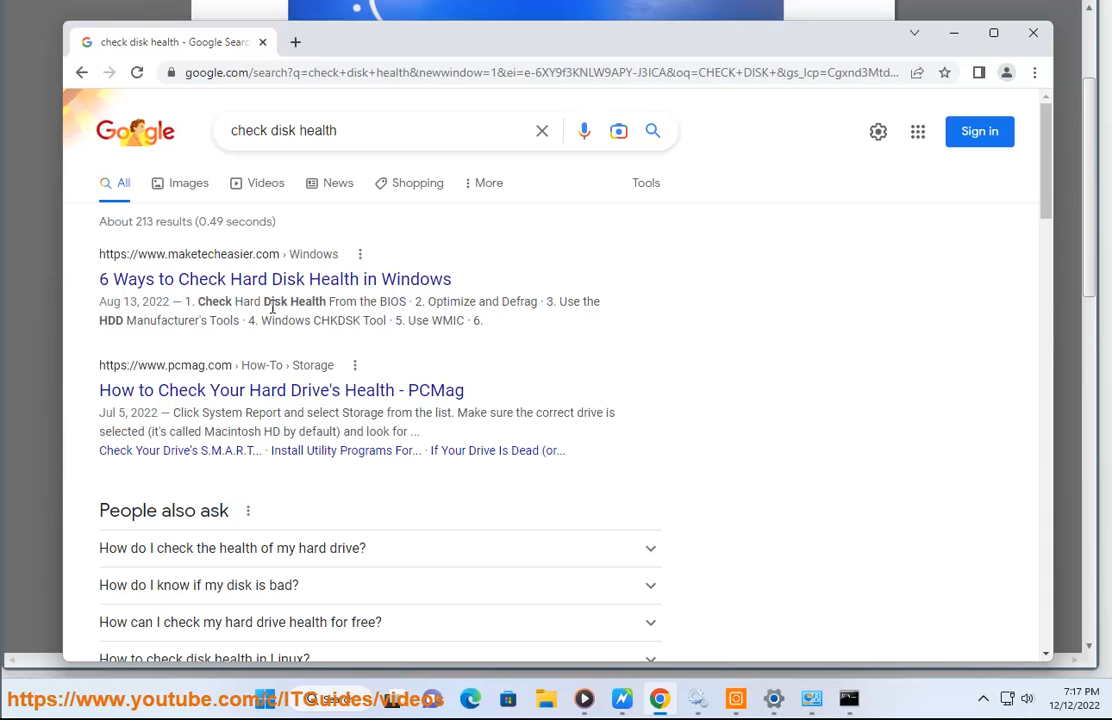 check disk health - Google Searc
google.com/search?q=check+disk+health&newwindow=1&ei=e-6XY9f3KNLW9APY-J3ICA&oq=CHECK+DISK+&gs_lcp=Cgxnd3Mtd...
Google
check disk health
Sign in
All
Images
Videos
News
Shopping
More
Tools
About 213 results (0.49 seconds)
https://www.maketecheasier.com › Windows
6 Ways to Check Hard Disk Health in Windows
Aug 13, 2022 — 1. Check Hard Disk Health From the BIOS · 2. Optimize and Defrag · 3. Use the
HDD Manufacturer's Tools · 4. Windows CHKDSK Tool · 5. Use WMIC · 6.
https://www.pcmag.com › How-To › Storage
How to Check Your Hard Drive's Health - PCMag
Jul 5, 2022 — Click System Report and select Storage from the list. Make sure the correct drive is
selected (it's called Macintosh HD by default) and look for ...
Check Your Drive's S.M.A.R.T... · Install Utility Programs For... · If Your Drive Is Dead (or...
People also ask
How do I check the health of my hard drive?
How do I know if my disk is bad?
How can I check my hard drive health for free?
How to check disk health in Linux?
https://www.youtube.com/c/ITGuides/videos
7:17 PM
12/12/2022